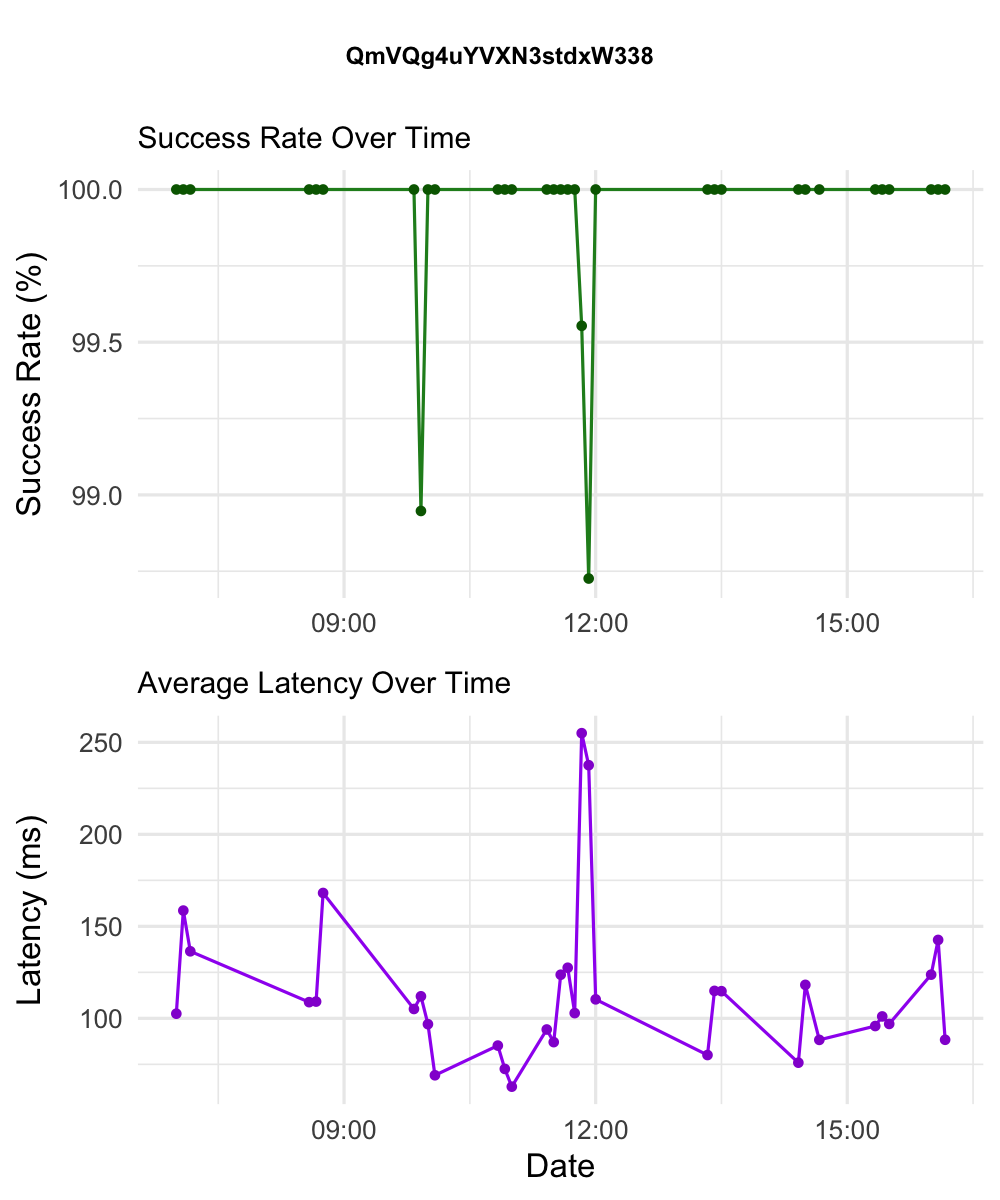 QmVQg4uYVXN3stdxW338
Success Rate Over Time
100.0
99.5
99.0
Success Rate (%)
09:00 12:00 15:00
Average Latency Over Time
250
200
150
100
Latency (ms)
09:00 12:00 15:00
Date